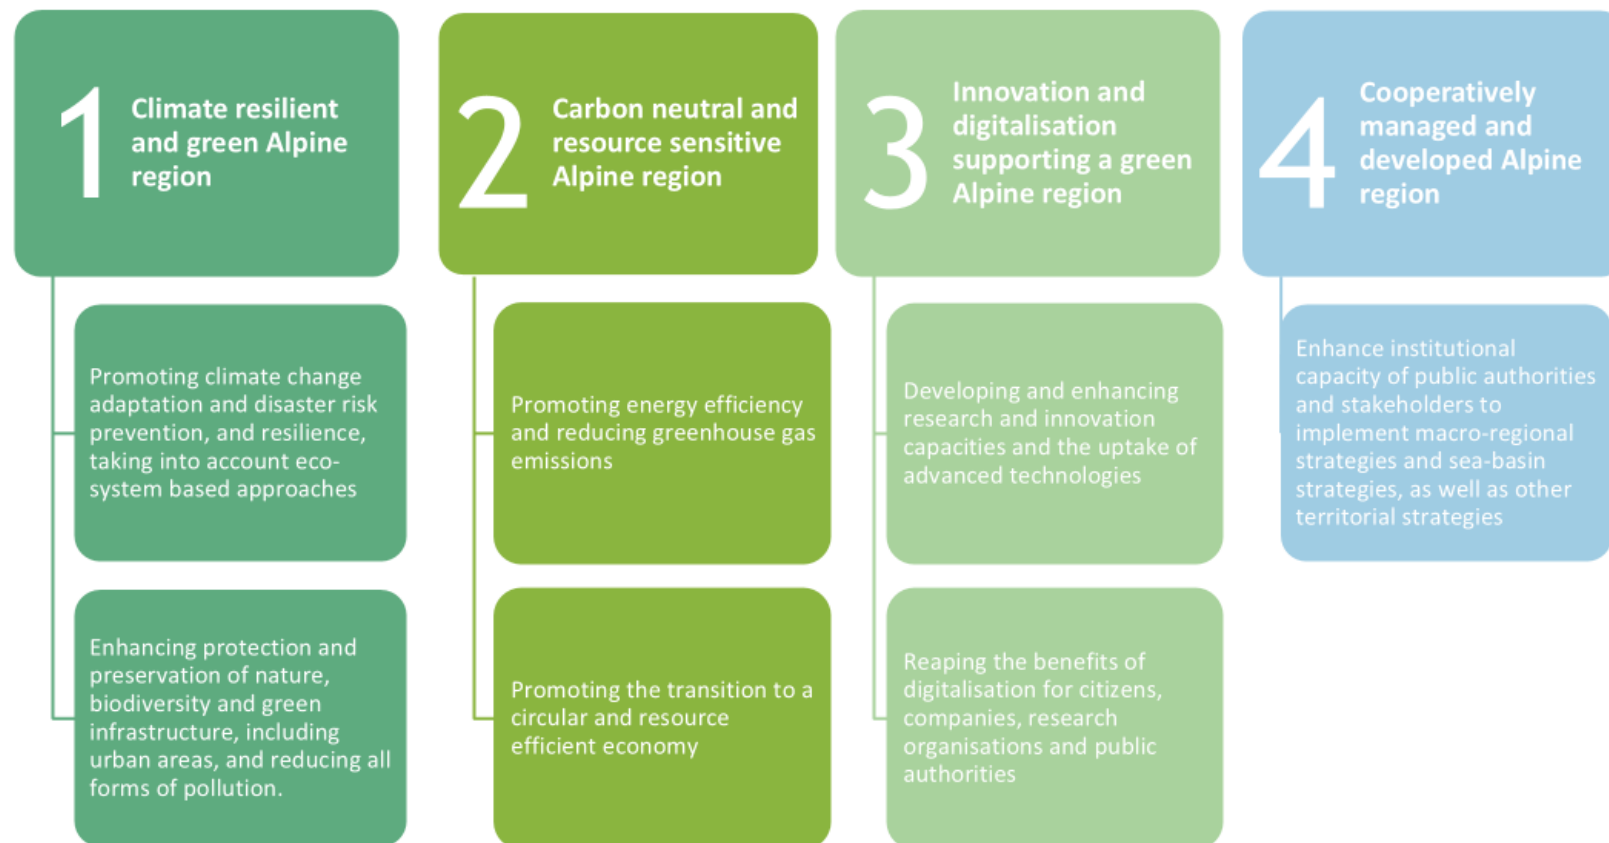 1
Climate resilient
and green Alpine
region
Promoting climate change
adaptation and disaster risk
prevention, and resilience,
taking into account eco-
system based approaches
Enhancing protection and
preservation of nature,
biodiversity and green
infrastructure, including
urban areas, and reducing all
forms of pollution.
2
Carbon neutral and
resource sensitive
Alpine region
Promoting energy efficiency
and reducing greenhouse gas
emissions
Promoting the transition to a
circular and resource
efficient economy
3
Innovation and
digitalisation
supporting a green
Alpine region
Developing and enhancing
research and innovation
capacities and the uptake of
advanced technologies
Reaping the benefits of
digitalisation for citizens,
companies, research
organisations and public
authorities
4
Cooperatively
managed and
developed Alpine
region
Enhance institutional
capacity of public authorities
and stakeholders to
implement macro-regional
strategies and sea-basin
strategies, as well as other
territorial strategies